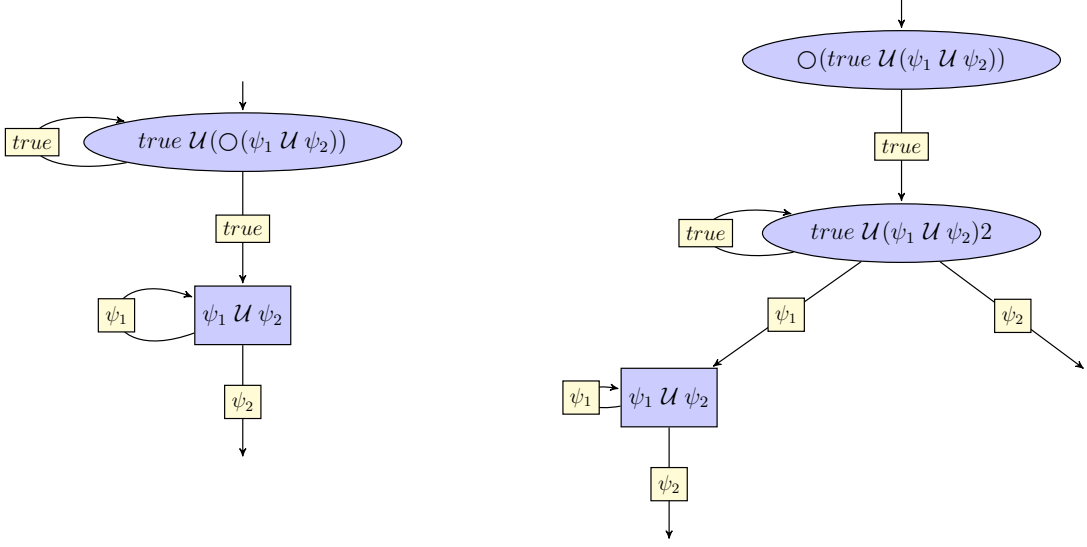 true 𝒰(◯(ψ₁ 𝒰 ψ₂))
true
true
ψ₁ 𝒰 ψ₂
ψ₁
ψ₂
◯(true 𝒰(ψ₁ 𝒰 ψ₂))
true
true 𝒰(ψ₁ 𝒰 ψ₂)2
true
ψ₁
ψ₂
ψ₁ 𝒰 ψ₂
ψ₁
ψ₂